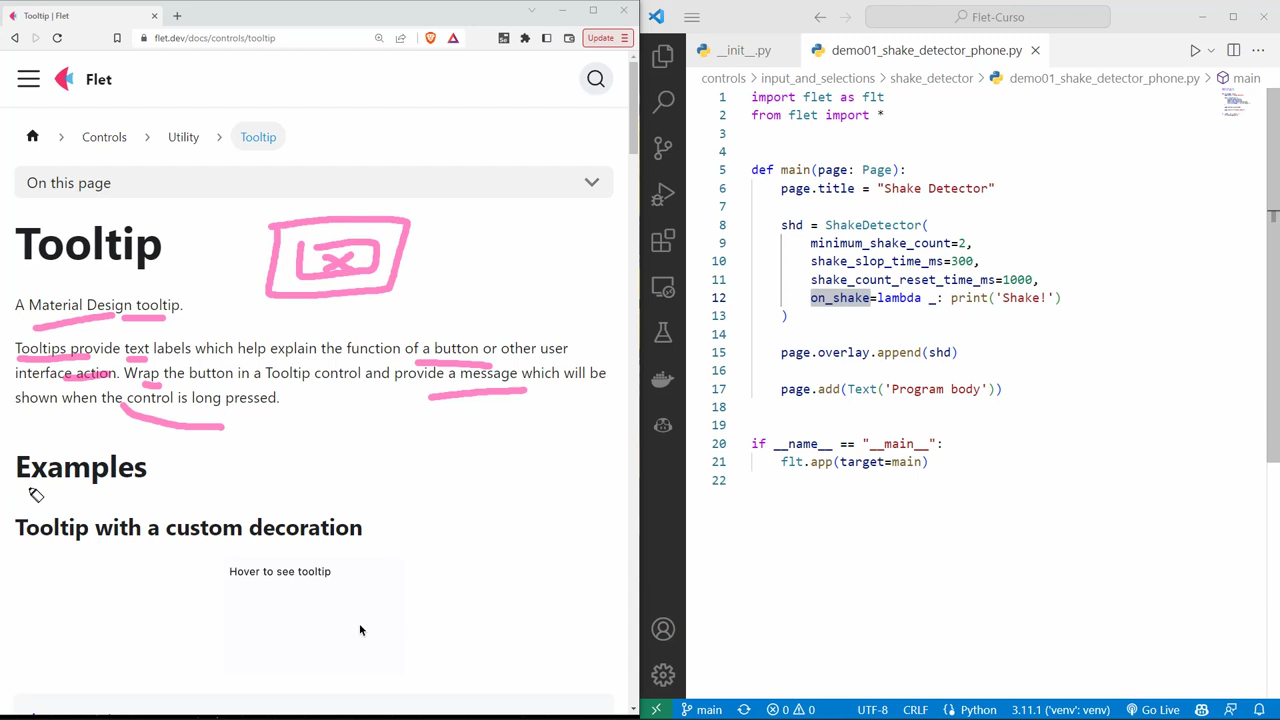 Tooltip | Flet
flet.dev/docs/controls/tooltip
Update
Flet
Controls > Utility > Tooltip
On this page
Tooltip
A Material Design tooltip.
Tooltips provide text labels which help explain the function of a button or other user
interface action. Wrap the button in a Tooltip control and provide a message which will be
shown when the control is long pressed.
Examples
Tooltip with a custom decoration
Hover to see tooltip
Flet-Curso
__init__.py
demo01_shake_detector_phone.py
controls > input_and_selections > shake_detector > demo01_shake_detector_phone.py > main
1 import flet as flt
2 from flet import *
3
4
5 def main(page: Page):
6 page.title = "Shake Detector"
7
8 shd = ShakeDetector(
9 minimum_shake_count=2,
10 shake_slop_time_ms=300,
11 shake_count_reset_time_ms=1000,
12 on_shake=lambda _: print('Shake!')
13 )
14
15 page.overlay.append(shd)
16
17 page.add(Text('Program body'))
18
19
20 if __name__ == "__main__":
21 flt.app(target=main)
22
main 0 0 UTF-8 CRLF Python 3.11.1 ('venv': venv) Go Live